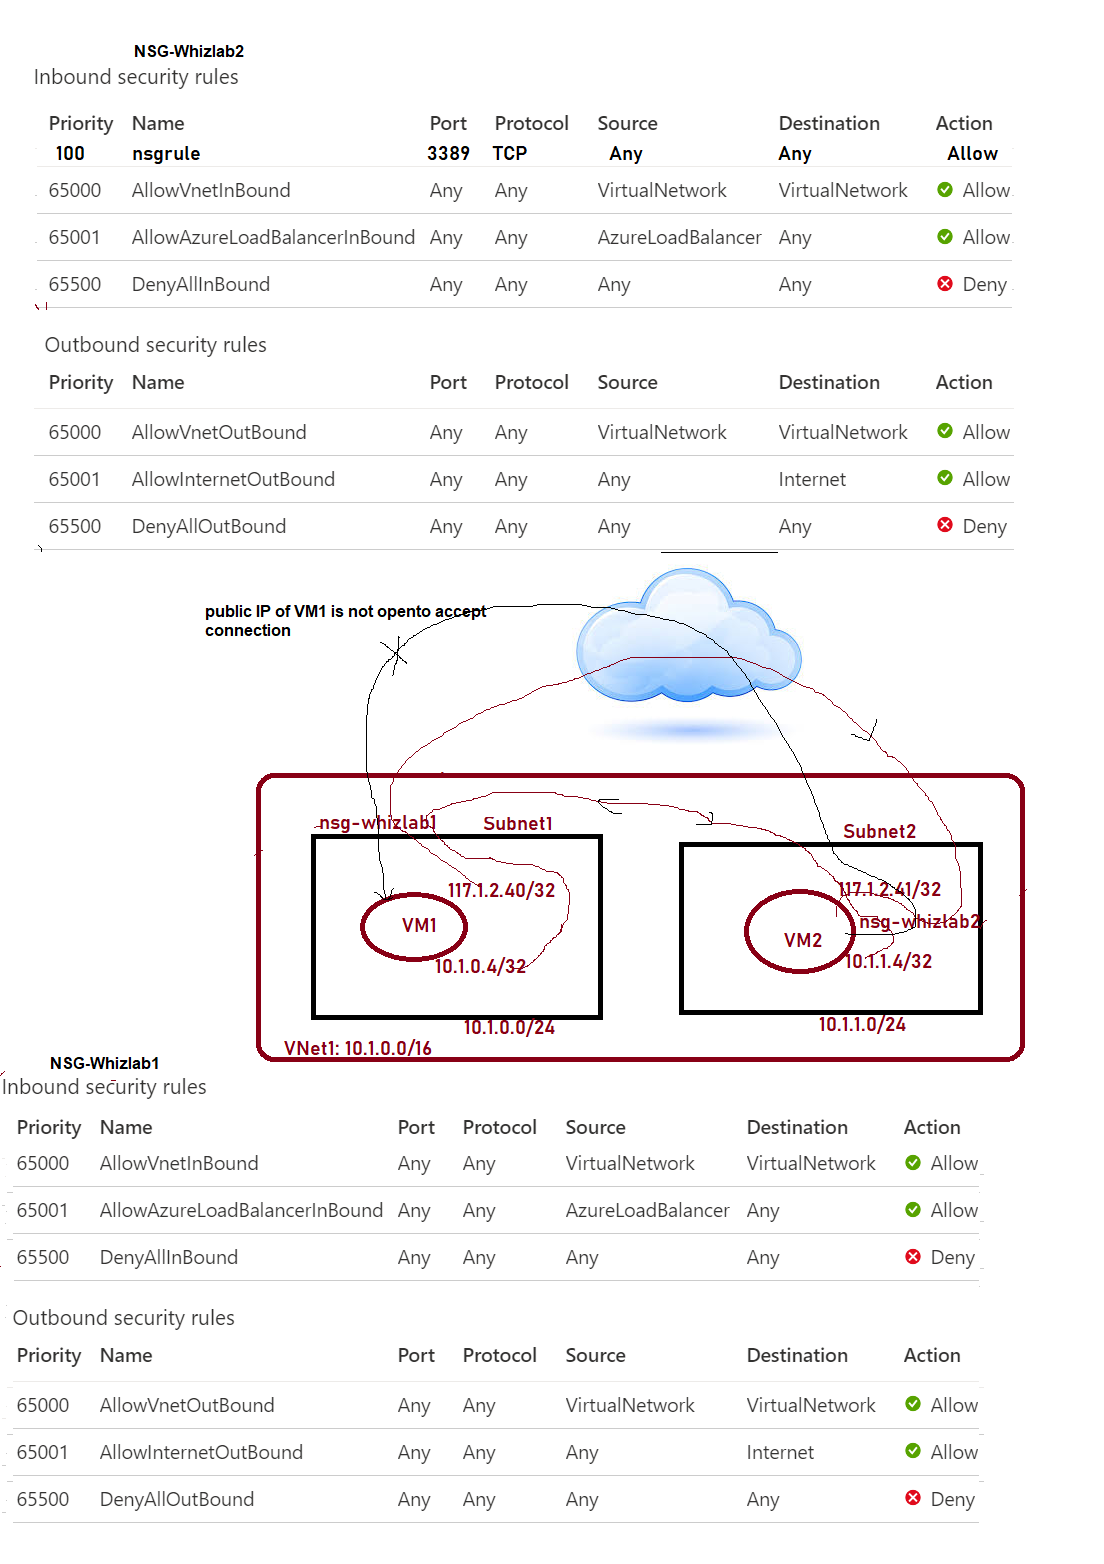 NSG-Whizlab2
Inbound security rules
Priority Name Port Protocol Source Destination Action
100 nsgrule 3389 TCP Any Any Allow
65000 AllowVnetInBound Any Any VirtualNetwork VirtualNetwork Allow
65001 AllowAzureLoadBalancerInBound Any Any AzureLoadBalancer Any Allow
65500 DenyAllInBound Any Any Any Any Deny
Outbound security rules
Priority Name Port Protocol Source Destination Action
65000 AllowVnetOutBound Any Any VirtualNetwork VirtualNetwork Allow
65001 AllowInternetOutBound Any Any Any Internet Allow
65500 DenyAllOutBound Any Any Any Any Deny
public IP of VM1 is not opento accept
connection
nsg-whizlab1 Subnet1
Subnet2
117.1.2.40/32
117.1.2.41/32
VM1
nsg-whizlab2
VM2
10.1.0.4/32
10.1.1.4/32
10.1.0.0/24
10.1.1.0/24
VNet1: 10.1.0.0/16
NSG-Whizlab1
Inbound security rules
Priority Name Port Protocol Source Destination Action
65000 AllowVnetInBound Any Any VirtualNetwork VirtualNetwork Allow
65001 AllowAzureLoadBalancerInBound Any Any AzureLoadBalancer Any Allow
65500 DenyAllInBound Any Any Any Any Deny
Outbound security rules
Priority Name Port Protocol Source Destination Action
65000 AllowVnetOutBound Any Any VirtualNetwork VirtualNetwork Allow
65001 AllowInternetOutBound Any Any Any Internet Allow
65500 DenyAllOutBound Any Any Any Any Deny